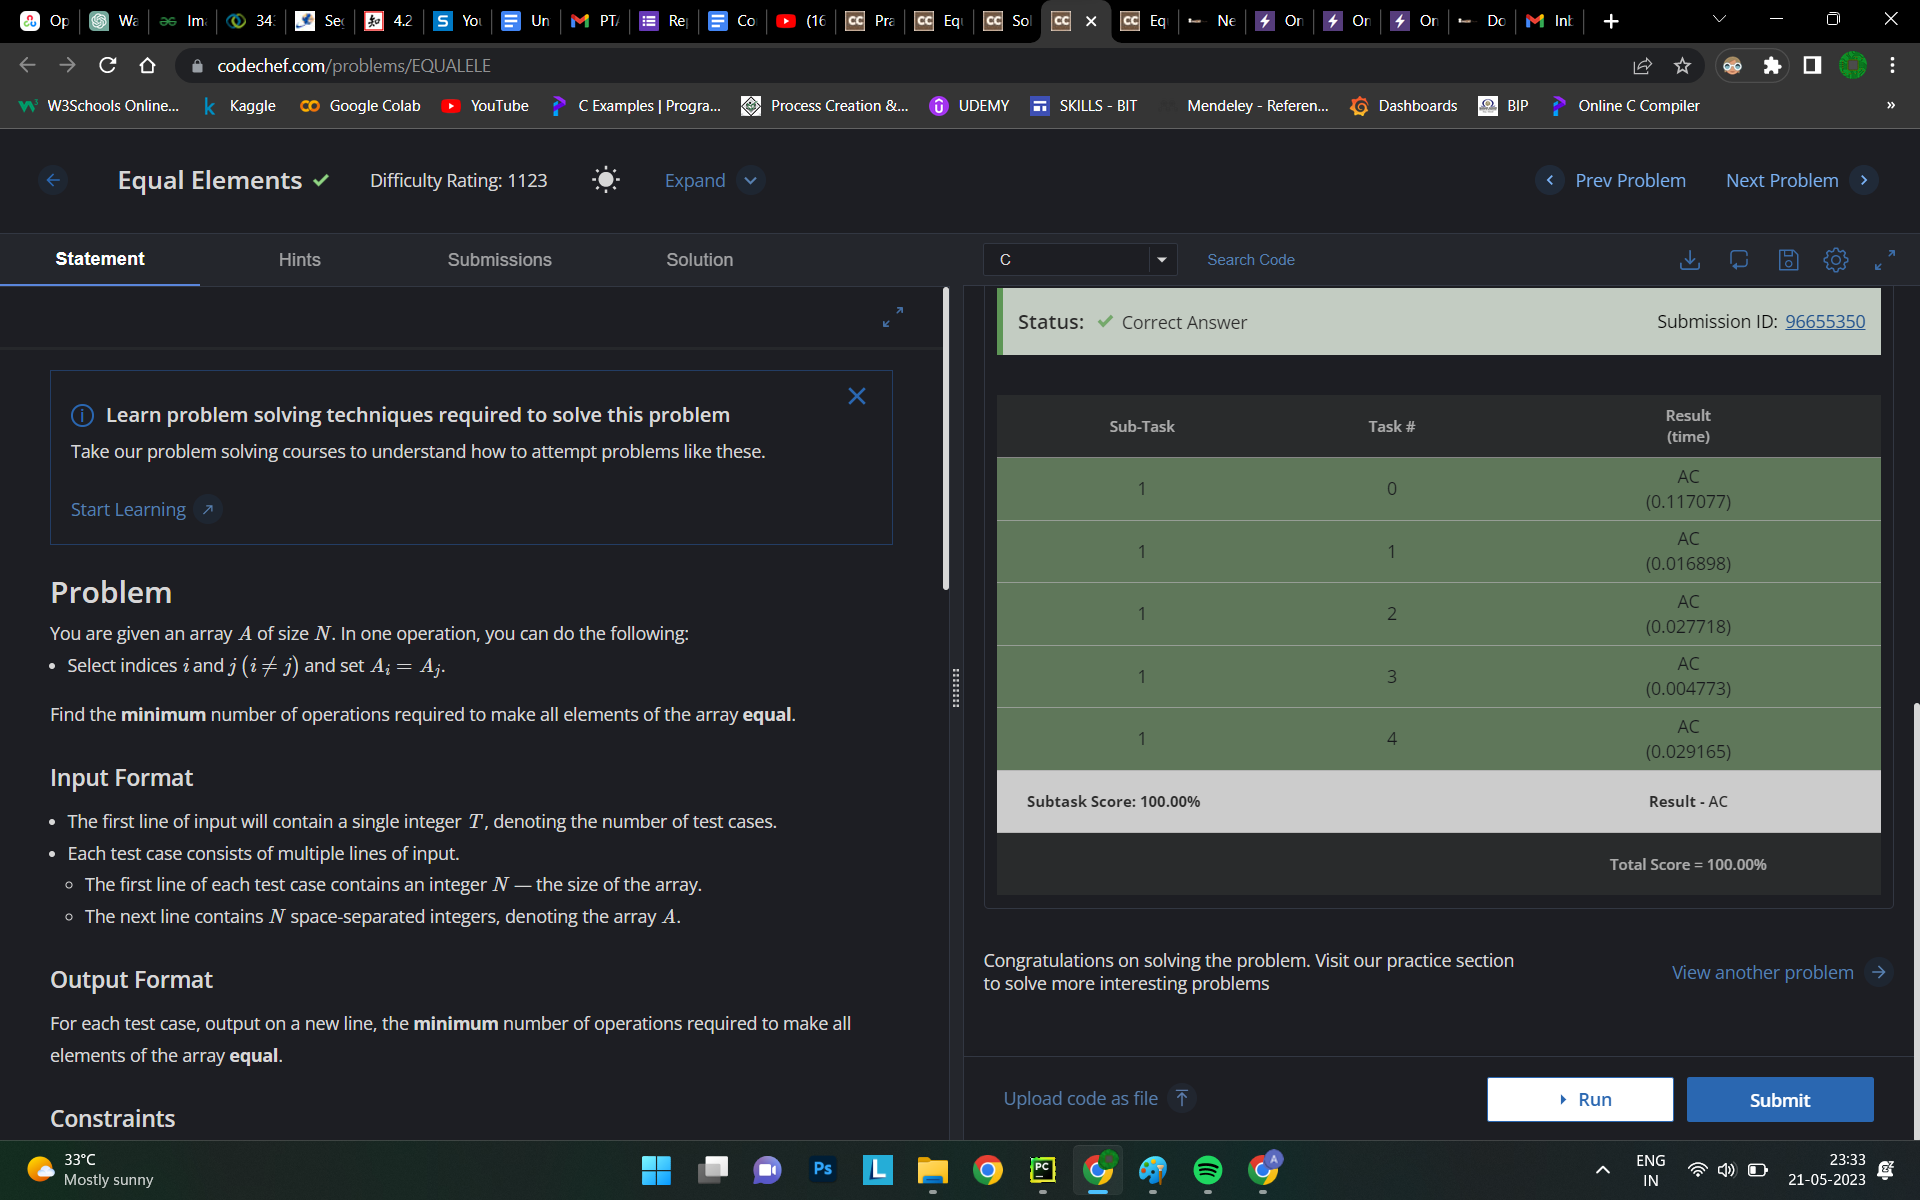 Op
Wa
Ima
34
Se
4.2
You
Un
PT
Re
Co
(16
Pra
Equ
Sol
Eq
Ne
On
On
On
Do
Int
codechef.com/problems/EQUALELE
W3Schools Online...
Kaggle
Google Colab
YouTube
C Examples | Progra...
Process Creation &...
UDEMY
SKILLS - BIT
Mendeley - Referen...
Dashboards
BIP
Online C Compiler
»
Equal Elements
Difficulty Rating: 1123
Expand
Prev Problem
Next Problem
Statement
Hints
Submissions
Solution
C
Search Code
Learn problem solving techniques required to solve this problem
Take our problem solving courses to understand how to attempt problems like these.
Start Learning
Problem
You are given an array A of size N. In one operation, you can do the following:
• Select indices i and j (i ≠ j) and set Aᵢ = Aⱼ.
Find the minimum number of operations required to make all elements of the array equal.
Input Format
• The first line of input will contain a single integer T, denoting the number of test cases.
• Each test case consists of multiple lines of input.
◦ The first line of each test case contains an integer N — the size of the array.
◦ The next line contains N space-separated integers, denoting the array A.
Output Format
For each test case, output on a new line, the minimum number of operations required to make all
elements of the array equal.
Constraints
Status: Correct Answer
Submission ID: 96655350
Sub-Task Task # Result
(time)
1 0 AC
(0.117077)
1 1 AC
(0.016898)
1 2 AC
(0.027718)
1 3 AC
(0.004773)
1 4 AC
(0.029165)
Subtask Score: 100.00% Result - AC
Total Score = 100.00%
Congratulations on solving the problem. Visit our practice section
to solve more interesting problems
View another problem
Upload code as file
Run
Submit
33°C
Mostly sunny
Ps
L
PC
A
ENG
IN
23:33
21-05-2023